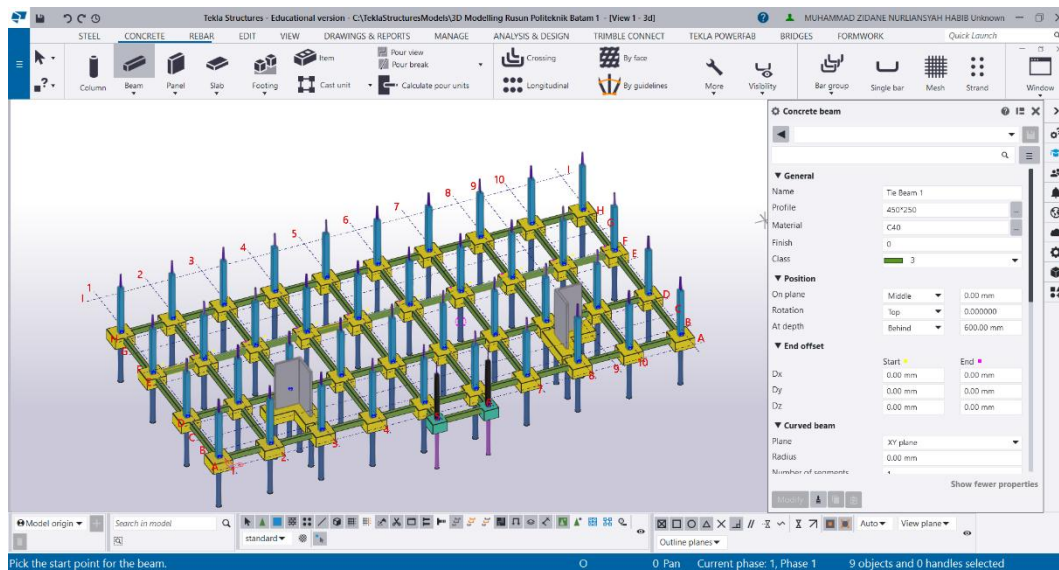 Tekla Structures - Educational version - C:\TeklaStructuresModels\3D Modelling Rusun Politeknik Batam 1 - [View 1 - 3d]
MUHAMMAD ZIDANE NURLIANSYAH HABIB Unknown
STEEL CONCRETE REBAR EDIT VIEW DRAWINGS & REPORTS MANAGE ANALYSIS & DESIGN TRIMBLE CONNECT TEKLA POWERFAB BRIDGES FORMWORK Quick Launch
Item Pour view Crossing By face
Pour break
Cast unit Calculate pour units Longitudinal By guidelines
Column Beam Panel Slab Footing More Visibility Bar group Single bar Mesh Strand Window
Concrete beam
General
Name Tie Beam 1
Profile 450*250
Material C40
Finish 0
Class 3
Position
On plane Middle 0.00 mm
Rotation Top 0.000000
At depth Behind 600.00 mm
End offset
Start End
Dx 0.00 mm 0.00 mm
Dy 0.00 mm 0.00 mm
Dz 0.00 mm 0.00 mm
Curved beam
Plane XY plane
Radius 0.00 mm
Number of segments 1
Show fewer properties
Modify
1 2 3 4 5 6 7 8 9 10 I
I H G F E D C B A
1. 2. 3. 4. 7. 8. 9. 10
Model origin Search in model
standard
Auto View plane
Outline planes
Pick the start point for the beam. O 0 Pan Current phase: 1, Phase 1 9 objects and 0 handles selected